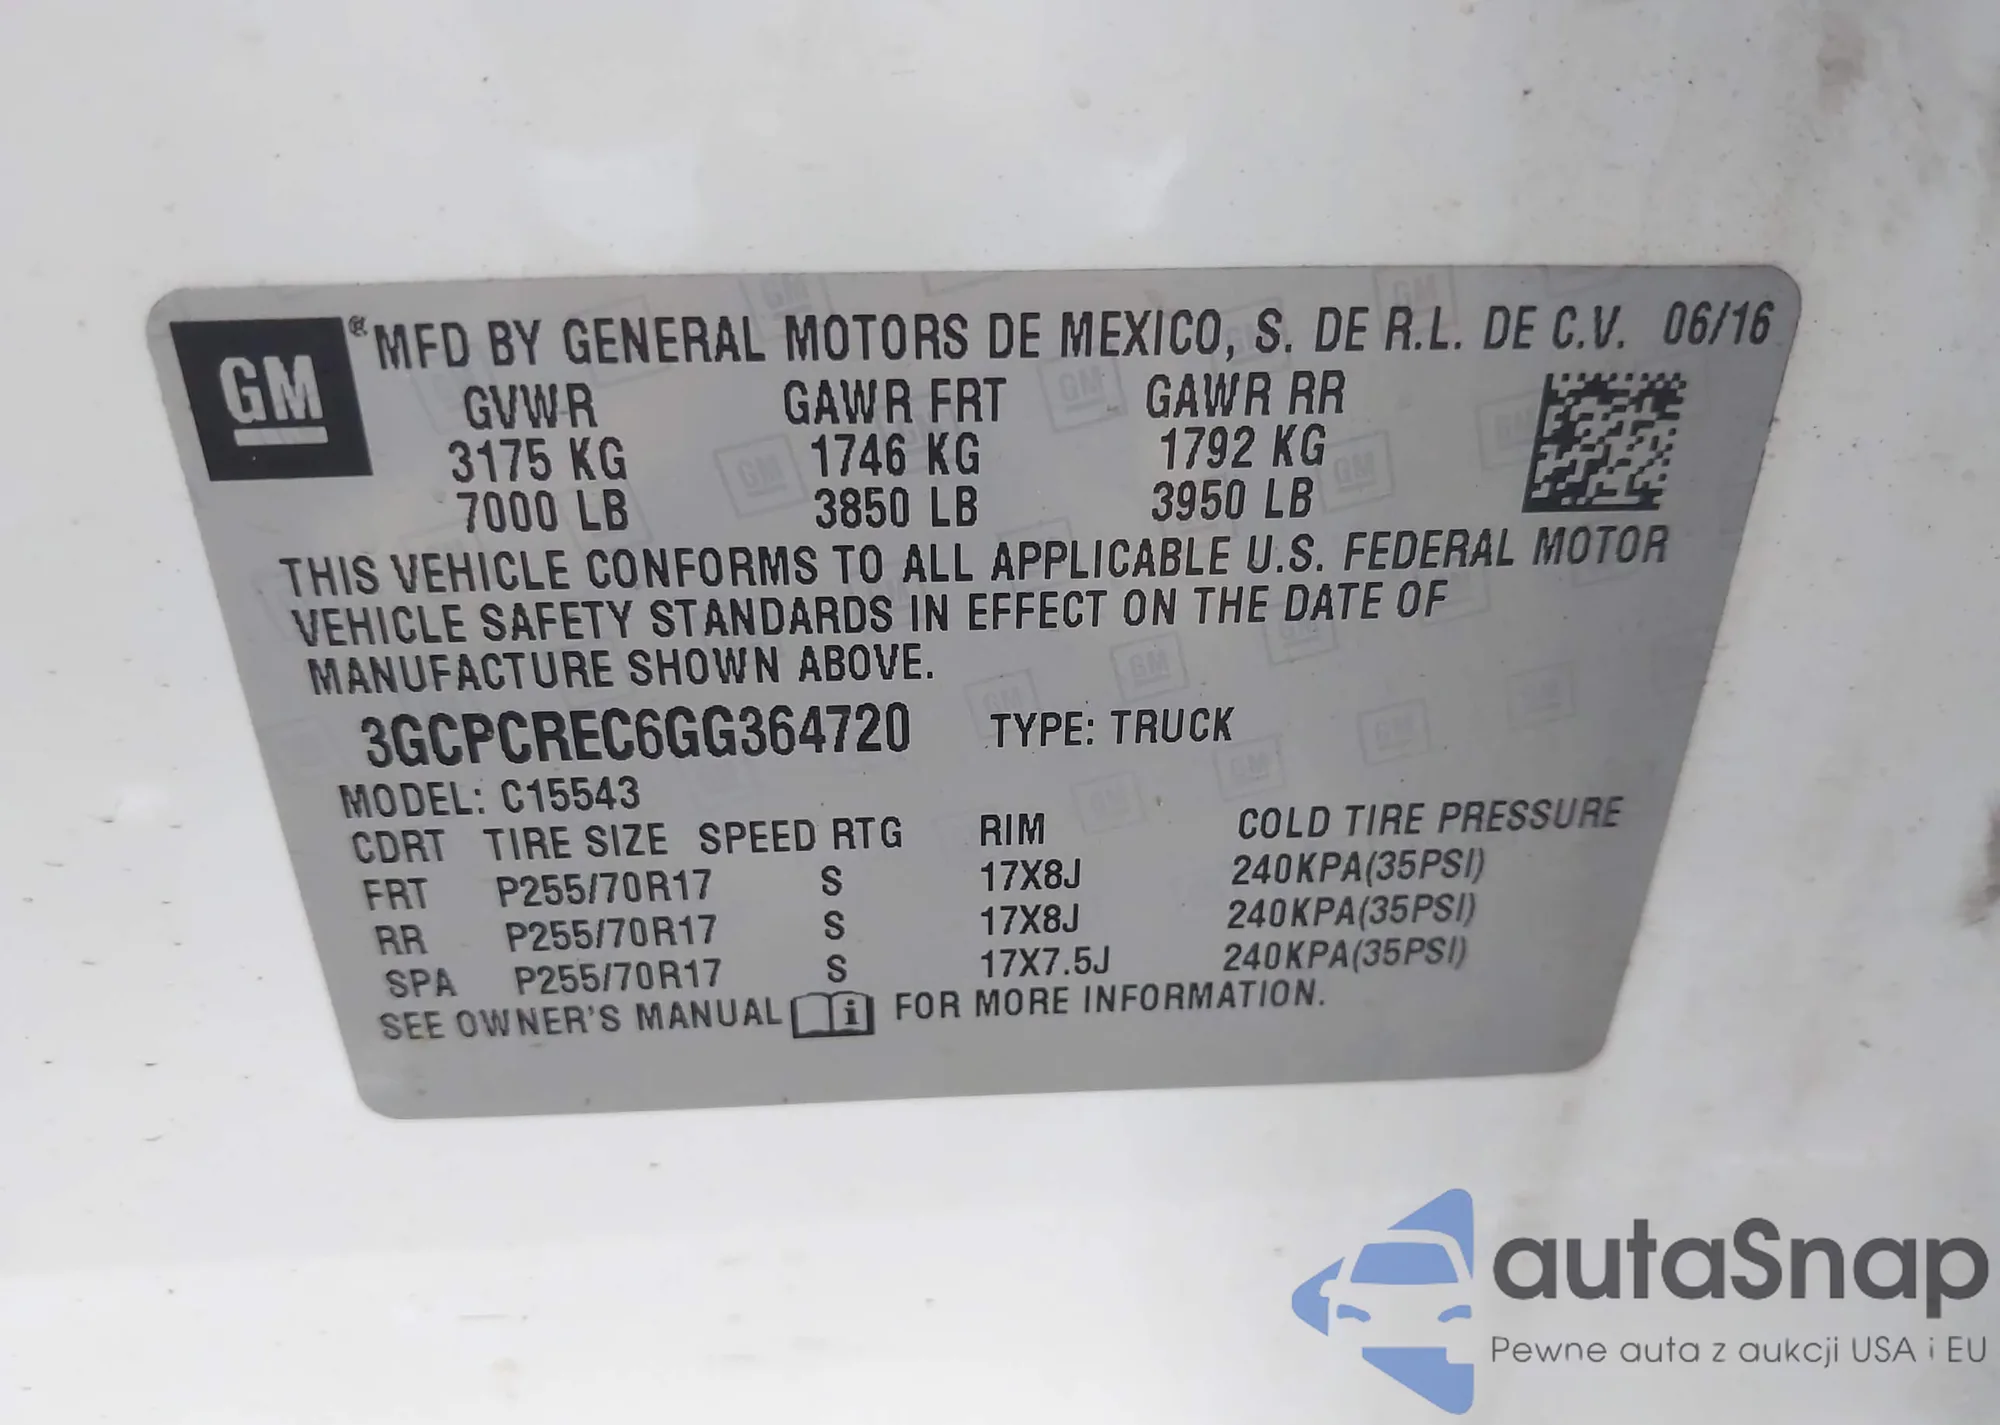 GM
® MFD BY GENERAL MOTORS DE MEXICO, S. DE R.L. DE C.V. 06/16
GVWR GAWR FRT GAWR RR
3175 KG 1746 KG 1792 KG
7000 LB 3850 LB 3950 LB
THIS VEHICLE CONFORMS TO ALL APPLICABLE U.S. FEDERAL MOTOR
VEHICLE SAFETY STANDARDS IN EFFECT ON THE DATE OF
MANUFACTURE SHOWN ABOVE.
3GCPCREC6GG364720 TYPE: TRUCK
MODEL: C15543
CDRT TIRE SIZE SPEED RTG RIM COLD TIRE PRESSURE
FRT P255/70R17 S 17X8J 240KPA(35PSI)
RR P255/70R17 S 17X8J 240KPA(35PSI)
SPA P255/70R17 S 17X7.5J 240KPA(35PSI)
SEE OWNER'S MANUAL i FOR MORE INFORMATION.
autaSnap
Pewne auta z aukcji USA i EU